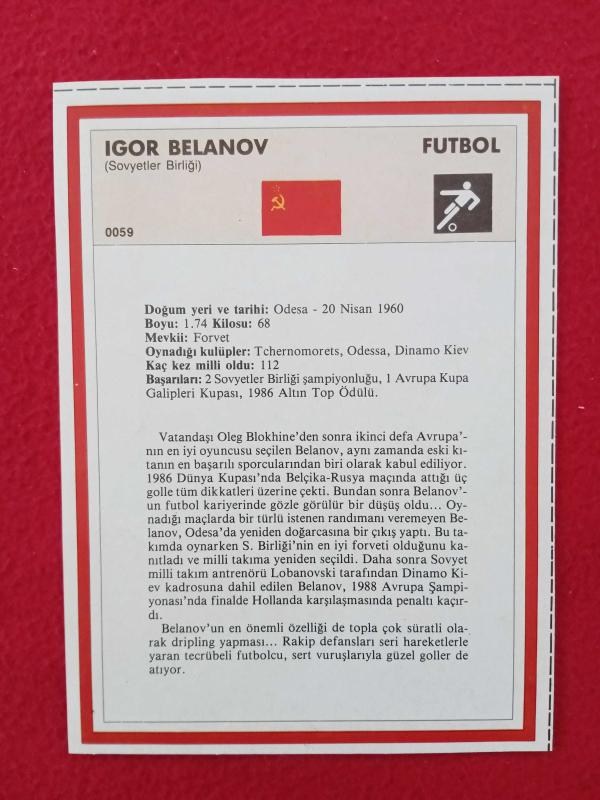 IGOR BELANOV
(Sovyetler Birliği)
FUTBOL
0059
Doğum yeri ve tarihi: Odesa - 20 Nisan 1960
Boyu: 1.74 Kilosu: 68
Mevkii: Forvet
Oynadığı kulüpler: Tchernomorets, Odessa, Dinamo Kiev
Kaç kez milli oldu: 112
Başarıları: 2 Sovyetler Birliği şampiyonluğu, 1 Avrupa Kupa
Galipleri Kupası, 1986 Altın Top Ödülü.
Vatandaşı Oleg Blokhine'den sonra ikinci defa Avrupa'-
nın en iyi oyuncusu seçilen Belanov, aynı zamanda eski kı-
tanın en başarılı sporcularından biri olarak kabul ediliyor.
1986 Dünya Kupası'nda Belçika-Rusya maçında attığı üç
golle tüm dikkatleri üzerine çekti. Bundan sonra Belanov'-
un futbol kariyerinde gözle görülür bir düşüş oldu... Oy-
nadığı maçlarda bir türlü istenen randımanı veremeyen Be-
lanov, Odesa'da yeniden doğarcasına bir çıkış yaptı. Bu ta-
kımda oynarken S. Birliği'nin en iyi forveti olduğunu ka-
nıtladı ve milli takıma yeniden seçildi. Daha sonra Sovyet
milli takım antrenörü Lobanovski tarafından Dinamo Ki-
ev kadrosuna dahil edilen Belanov, 1988 Avrupa Şampi-
yonası'nda finalde Hollanda karşılaşmasında penaltı kaçır-
dı.
Belanov'un en önemli özelliği de topla çok süratli ola-
rak dripling yapması... Rakip defansları seri hareketlerle
yaran tecrübeli futbolcu, sert vuruşlarıyla güzel goller de
atıyor.